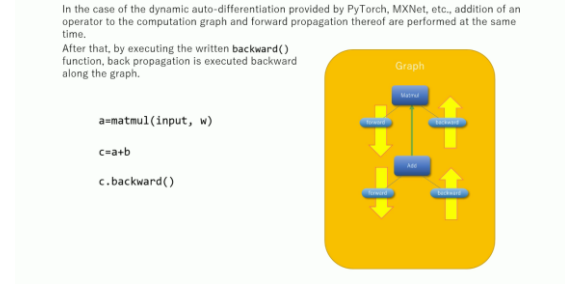 In the case of the dynamic auto-differentiation provided by PyTorch, MXNet, etc., addition of an
operator to the computation graph and forward propagation thereof are performed at the same
time.
After that, by executing the written backward()
function, back propagation is executed backward
along the graph.
Graph
Matmul
forward
backward
a=matmul(input, w)
c=a+b
Add
c.backward()
forward
backward